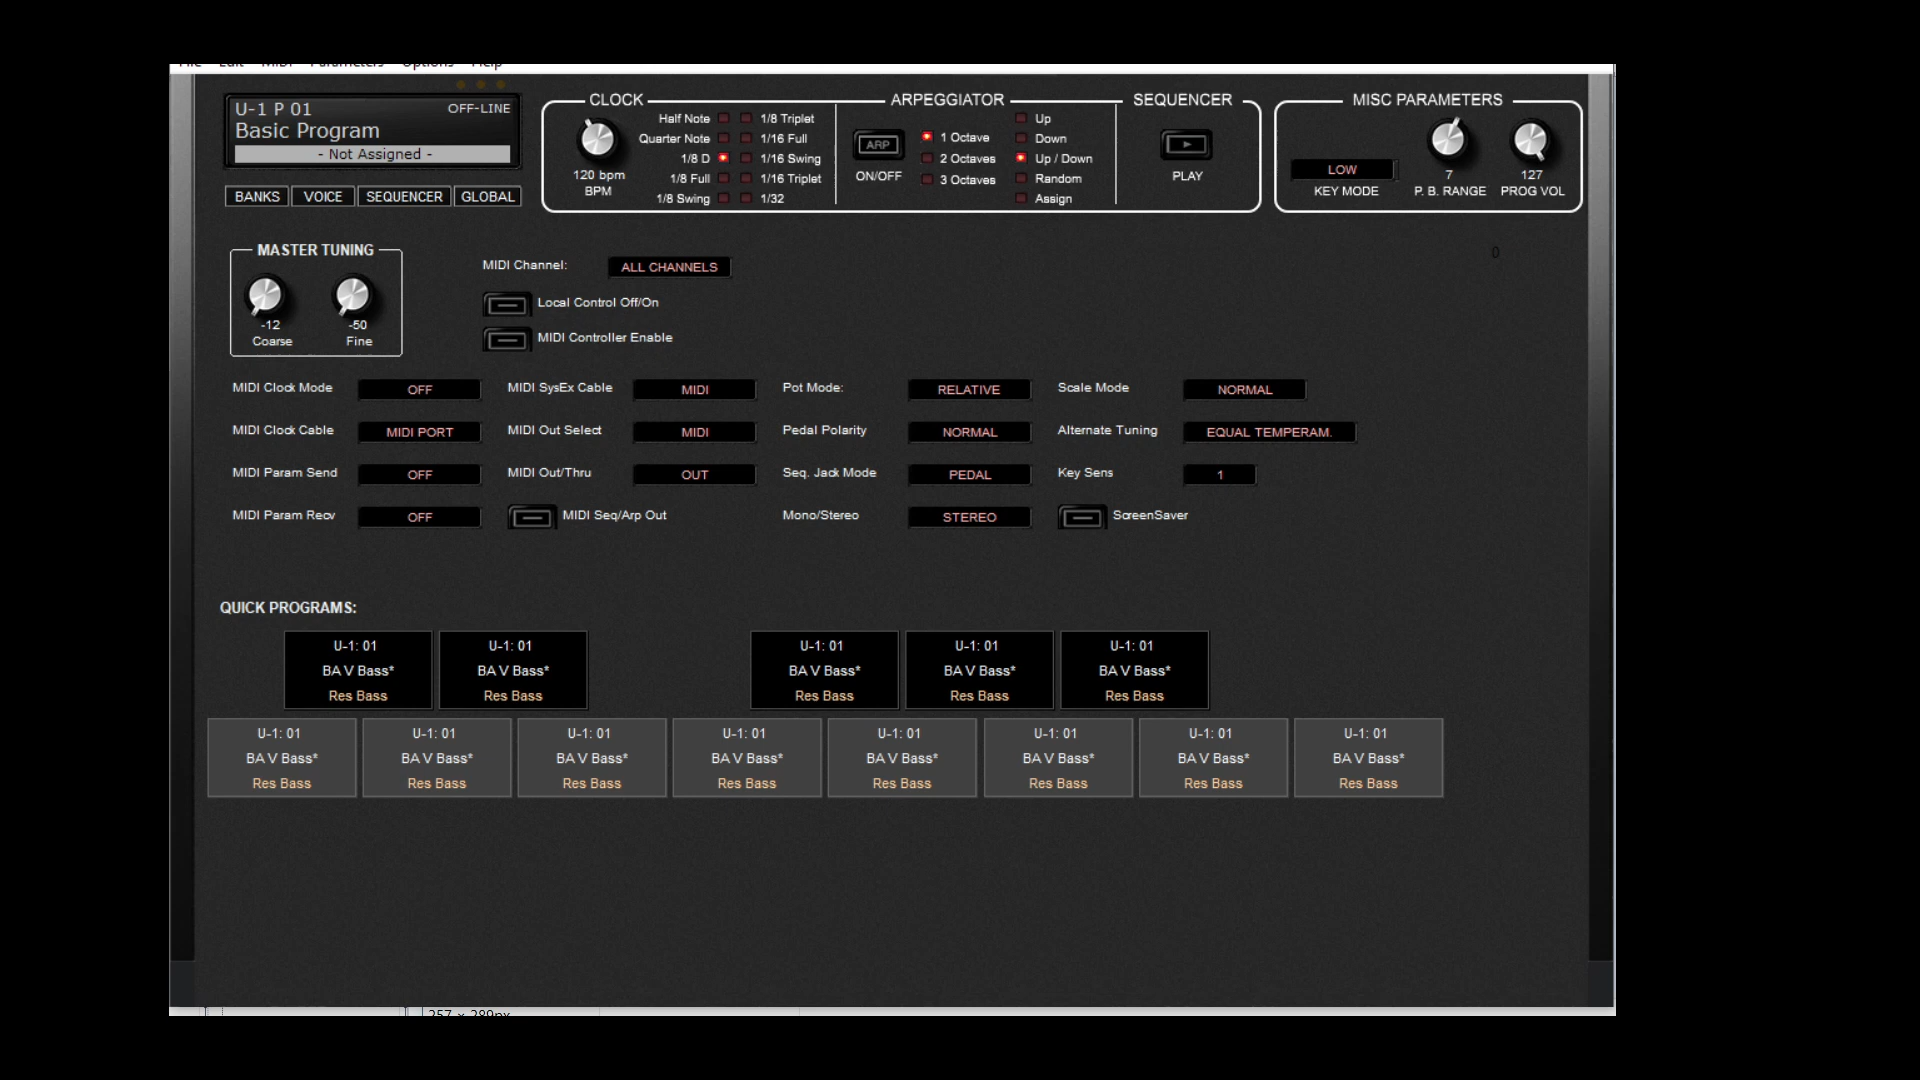 File Edit MIDI Parameters Options Help
U-1 P 01 OFF-LINE
Basic Program
- Not Assigned -
BANKS VOICE SEQUENCER GLOBAL
CLOCK
120 bpm
BPM
Half Note 1/8 Triplet
Quarter Note 1/16 Full
1/8 D 1/16 Swing
1/8 Full 1/16 Triplet
1/8 Swing 1/32
ARPEGGIATOR
ARP
ON/OFF
1 Octave
2 Octaves
3 Octaves
Up
Down
Up / Down
Random
Assign
SEQUENCER
PLAY
MISC PARAMETERS
LOW
KEY MODE
7
P. B. RANGE
127
PROG VOL
MASTER TUNING
-12
Coarse
-50
Fine
MIDI Channel: ALL CHANNELS
Local Control Off/On
MIDI Controller Enable
0
MIDI Clock Mode OFF MIDI SysEx Cable MIDI Pot Mode: RELATIVE Scale Mode NORMAL
MIDI Clock Cable MIDI PORT MIDI Out Select MIDI Pedal Polarity NORMAL Alternate Tuning EQUAL TEMPERAM.
MIDI Param Send OFF MIDI Out/Thru OUT Seq. Jack Mode PEDAL Key Sens 1
MIDI Param Recv OFF MIDI Seq/Arp Out Mono/Stereo STEREO ScreenSaver
QUICK PROGRAMS:
U-1: 01 U-1: 01 U-1: 01 U-1: 01 U-1: 01
BA V Bass* BA V Bass* BA V Bass* BA V Bass* BA V Bass*
Res Bass Res Bass Res Bass Res Bass Res Bass
U-1: 01 U-1: 01 U-1: 01 U-1: 01 U-1: 01 U-1: 01 U-1: 01 U-1: 01
BA V Bass* BA V Bass* BA V Bass* BA V Bass* BA V Bass* BA V Bass* BA V Bass* BA V Bass*
Res Bass Res Bass Res Bass Res Bass Res Bass Res Bass Res Bass Res Bass
257 × 289px